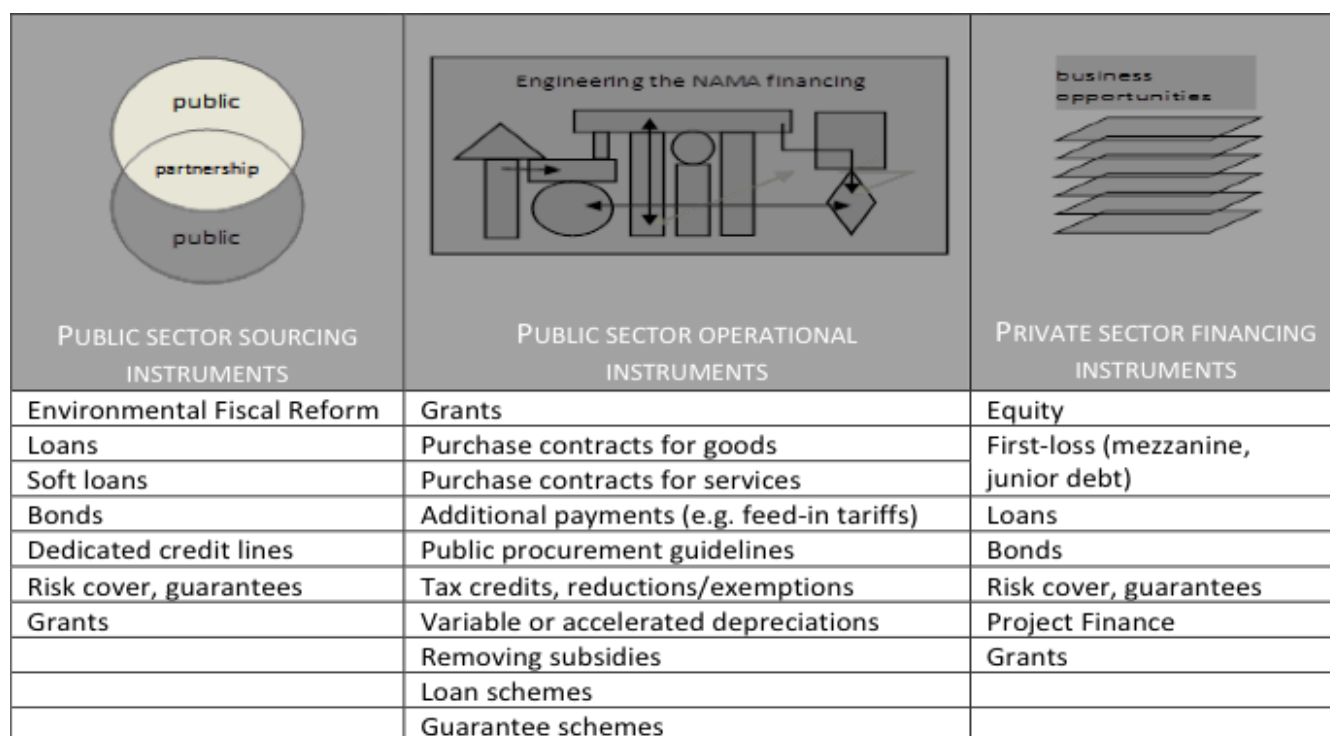 public
partnership
public
PUBLIC SECTOR SOURCING
INSTRUMENTS
Engineering the NAMA financing
PUBLIC SECTOR OPERATIONAL
INSTRUMENTS
business
opportunities
PRIVATE SECTOR FINANCING
INSTRUMENTS
Environmental Fiscal Reform
Grants
Equity
Loans
Purchase contracts for goods
First-loss (mezzanine,
junior debt)
Soft loans
Purchase contracts for services
Bonds
Additional payments (e.g. feed-in tariffs)
Loans
Dedicated credit lines
Public procurement guidelines
Bonds
Risk cover, guarantees
Tax credits, reductions/exemptions
Risk cover, guarantees
Grants
Variable or accelerated depreciations
Project Finance
Removing subsidies
Grants
Loan schemes
Guarantee schemes